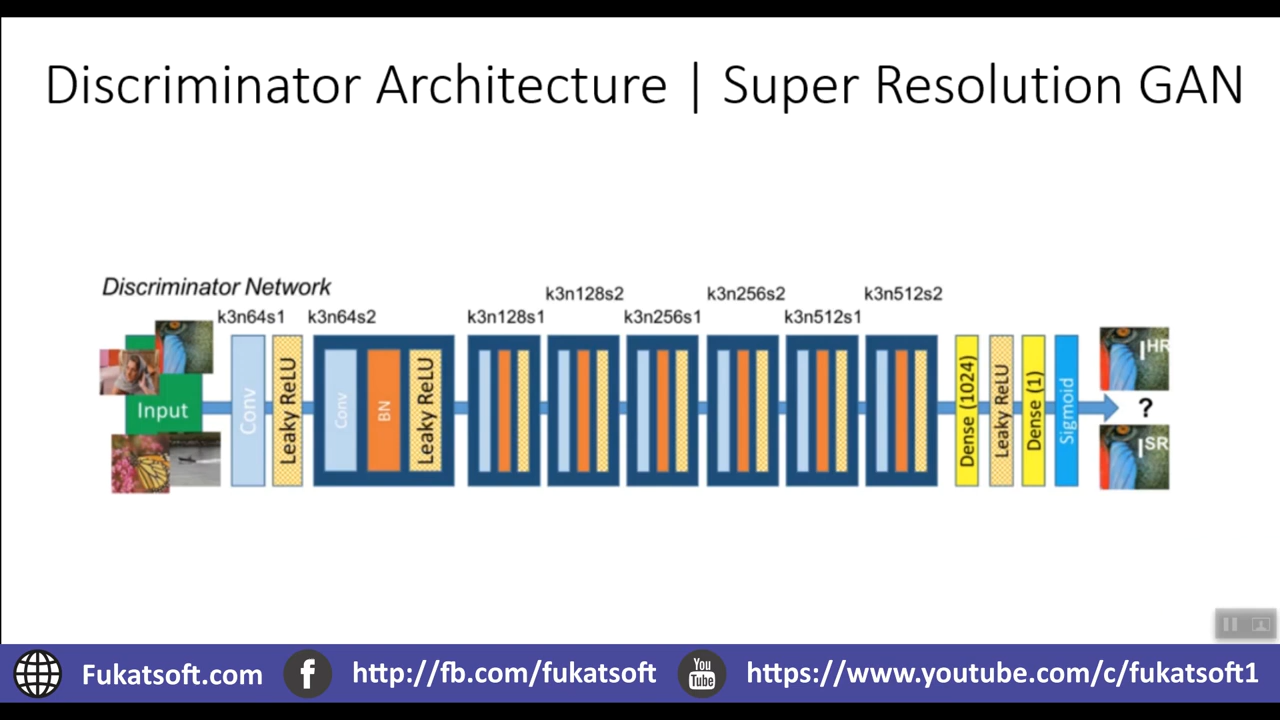 Discriminator Architecture | Super Resolution GAN
Discriminator Network
k3n64s1
k3n64s2
k3n128s1
k3n128s2
k3n256s1
k3n256s2
k3n512s1
k3n512s2
Input
Conv
Leaky ReLU
Conv
BN
Leaky ReLU
Dense (1024)
Leaky ReLU
Dense (1)
Sigmoid
I^HR
?
I^SR
Fukatsoft.com
f
http://fb.com/fukatsoft
You
Tube
https://www.youtube.com/c/fukatsoft1